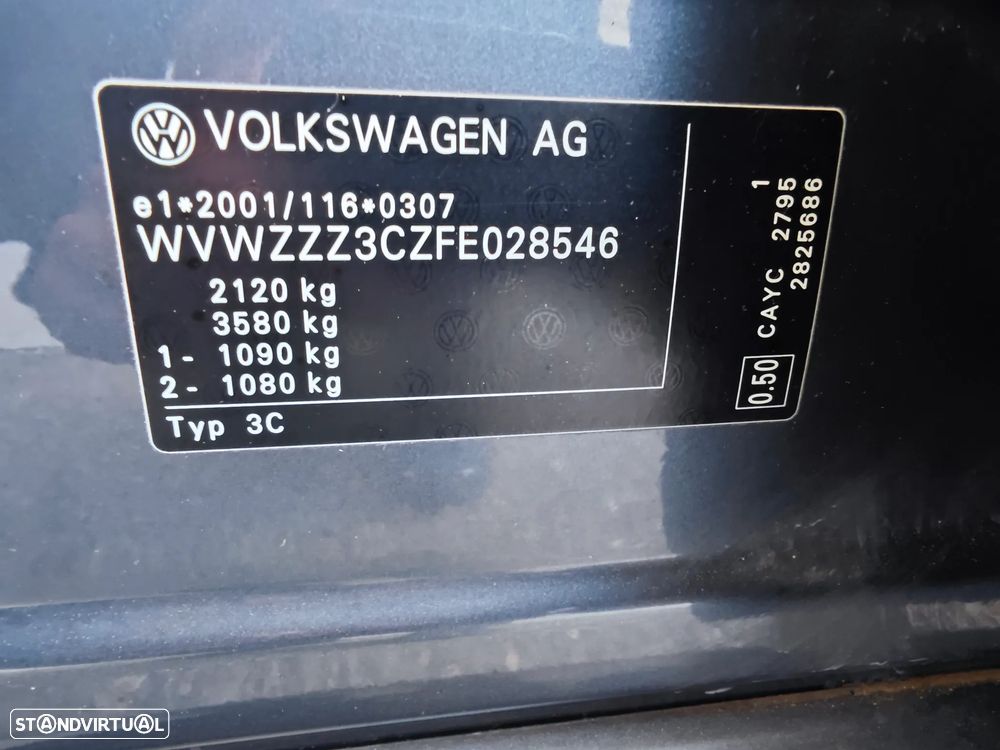 VOLKSWAGEN AG
e1*2001/116*0307
WVWZZZ3CZFE028546
2120 kg
3580 kg
1- 1090 kg
2- 1080 kg
Typ 3C
0.50 CAYC 2795 1
2825686
STANDVIRTUAL